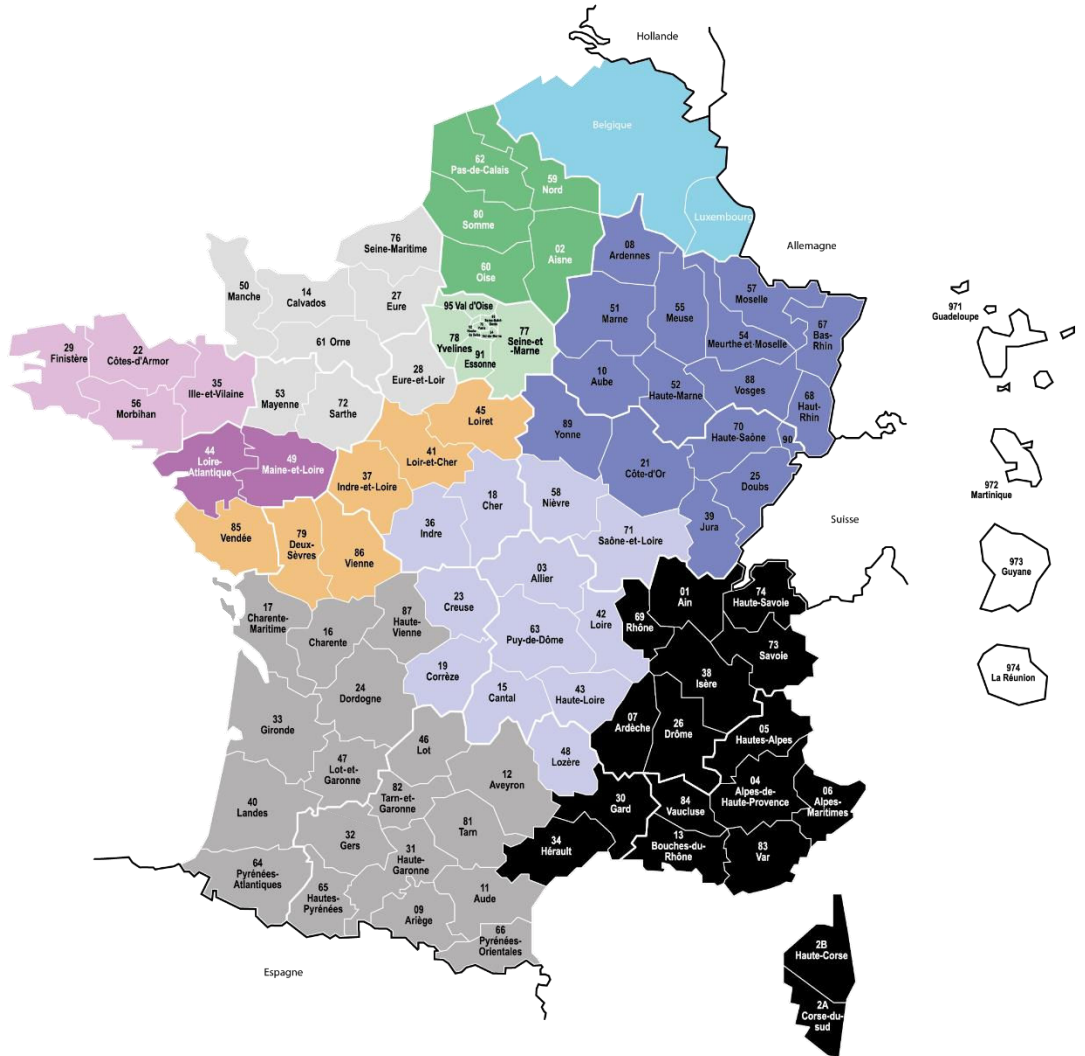 Hollande
Belgique
62
Pas-de-Calais
59
Nord
Luxembourg
80
Somme
76
Seine-Maritime
02
Aisne
08
Ardennes
Allemagne
60
Oise
50
Manche
14
Calvados
27
Eure
57
Moselle
971
Guadeloupe
95 Val d'Oise
51
Marne
55
Meuse
67
Bas-
Rhin
54
Meurthe et-Moselle
78
Yvelines
77
Seine-et
-Marne
91
Essonne
61 Orne
29
Finistère
22
Côtes-d'Armor
35
Ille-et-Vilaine
56
Morbihan
53
Mayenne
72
Sarthe
28
Eure-et-Loir
10
Aube
52
Haute-Marne
88
Vosges
68
Haut-
Rhin
45
Loiret
89
Yonne
70
Haute-Saône
90
44
Loire-
Atlantique
49
Maine-et-Loire
41
Loir-et-Cher
37
Indre-et-Loire
21
Côte-d'Or
25
Doubs
972
Martinique
18
Cher
58
Nièvre
39
Jura
Suisse
85
Vendée
79
Deux-
Sèvres
86
Vienne
36
Indre
71
Saône-et-Loire
973
Guyane
03
Allier
01
Ain
74
Haute-Savoie
17
Charente-
Maritime
16
Charente
87
Haute-
Vienne
23
Creuse
63
Puy-de-Dôme
42
Loire
69
Rhône
73
Savoie
19
Corrèze
38
Isère
974
La Réunion
24
Dordogne
15
Cantal
43
Haute-Loire
33
Gironde
07
Ardèche
26
Drôme
05
Hautes-Alpes
46
Lot
48
Lozère
47
Lot-et-
Garonne
12
Aveyron
04
Alpes-de-
Haute-Provence
06
Alpes-
Maritimes
40
Landes
82
Tarn-et-
Garonne
30
Gard
84
Vaucluse
81
Tarn
32
Gers
34
Hérault
13
Bouches-du-
Rhône
83
Var
31
Haute-
Garonne
64
Pyrénées-
Atlantiques
65
Hautes-
Pyrénées
09
Ariège
11
Aude
66
Pyrénées-
Orientales
Espagne
2B
Haute-Corse
2A
Corse-du-
sud